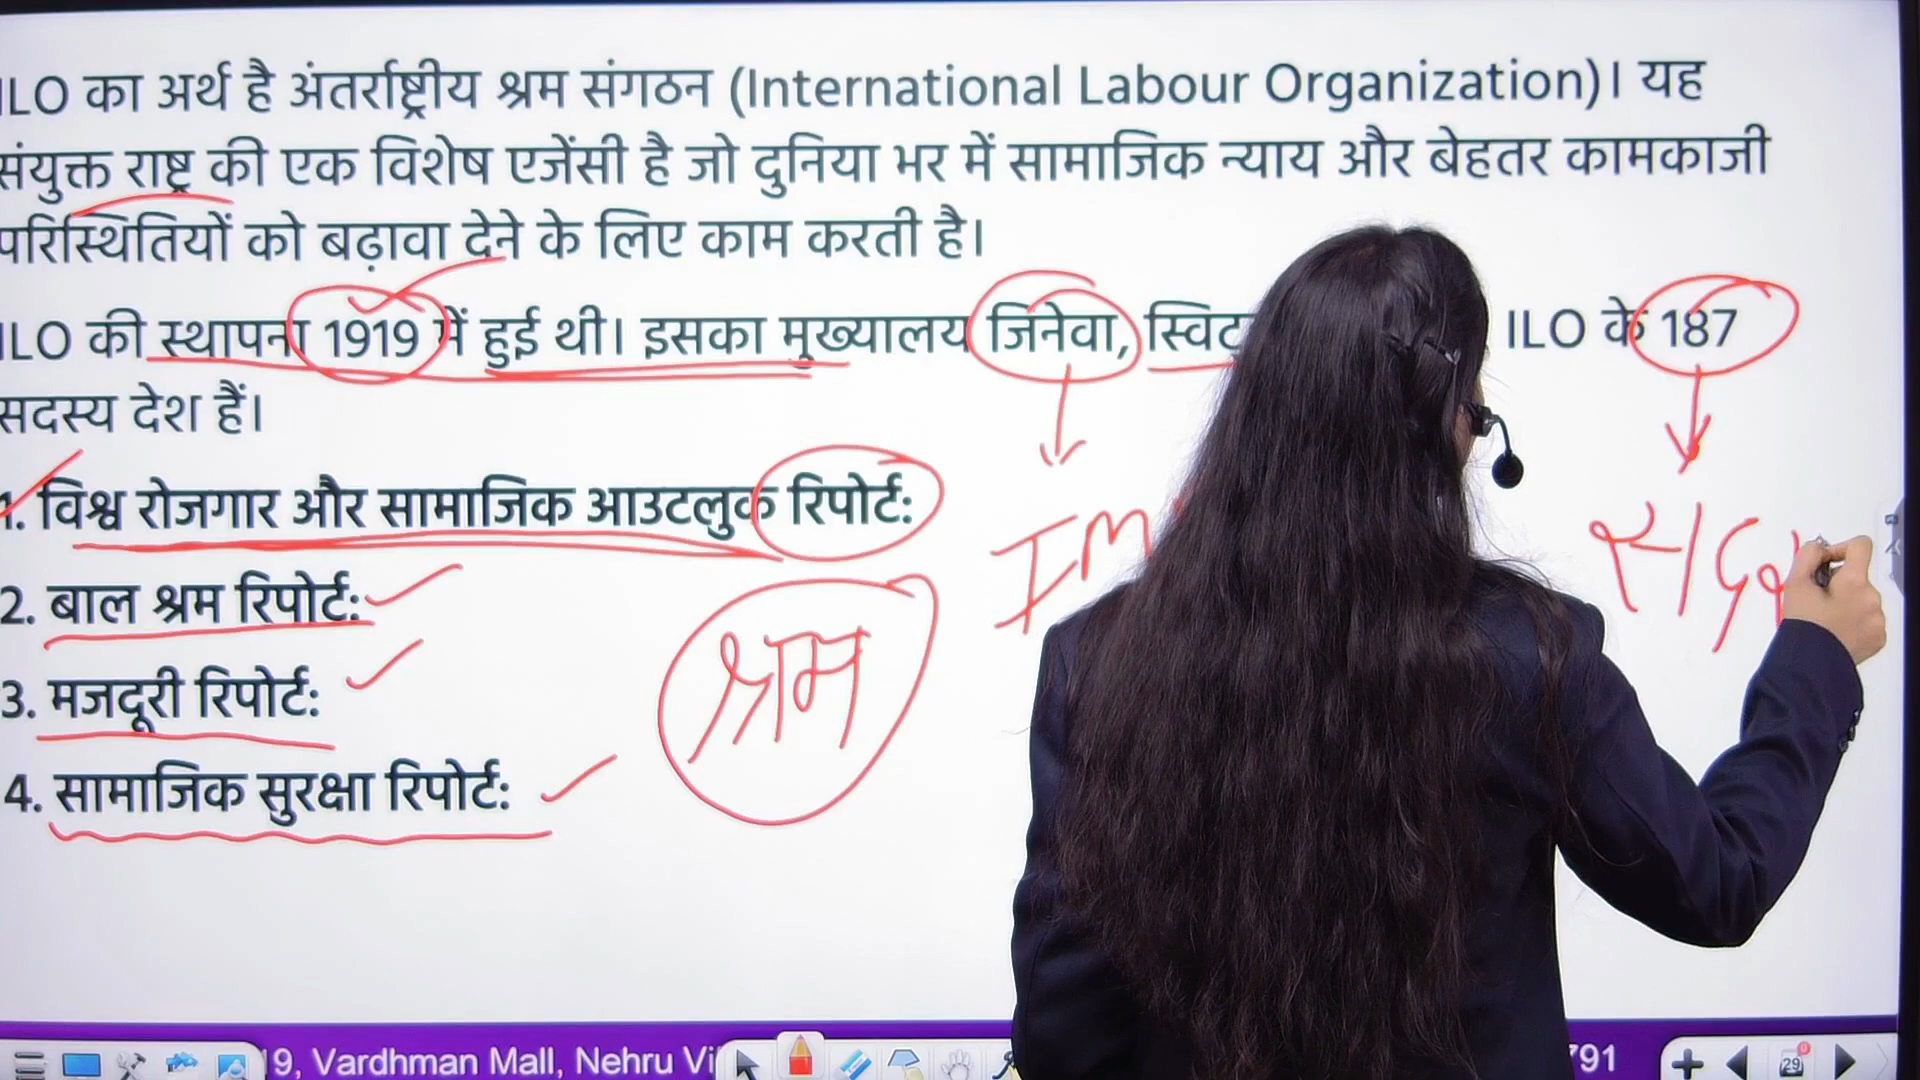 ILO का अर्थ है अंतर्राष्ट्रीय श्रम संगठन (International Labour Organization)। यह
संयुक्त राष्ट्र की एक विशेष एजेंसी है जो दुनिया भर में सामाजिक न्याय और बेहतर कामकाजी
परिस्थितियों को बढ़ावा देने के लिए काम करती है।
ILO की स्थापना 1919 में हुई थी। इसका मुख्यालय जिनेवा, ILO के 187
सदस्य देश हैं।
1. विश्व रोजगार और सामाजिक आउटलुक रिपोर्ट:
2. बाल श्रम रिपोर्ट:
3. मजदूरी रिपोर्ट:
श्रम
4. सामाजिक सुरक्षा रिपोर्ट:
19, Vardhman Mall, Nehru 791
29